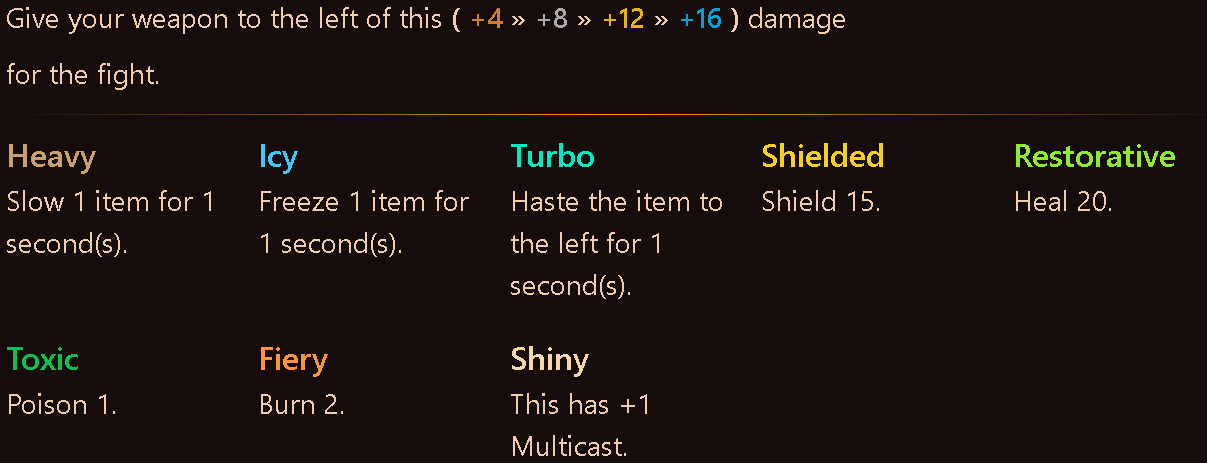 Give your weapon to the left of this ( +4 » +8 » +12 » +16 ) damage
for the fight.
Heavy
Slow 1 item for 1
second(s).
Icy
Freeze 1 item for
1 second(s).
Turbo
Haste the item to
the left for 1
second(s).
Shielded
Shield 15.
Restorative
Heal 20.
Toxic
Poison 1.
Fiery
Burn 2.
Shiny
This has +1
Multicast.